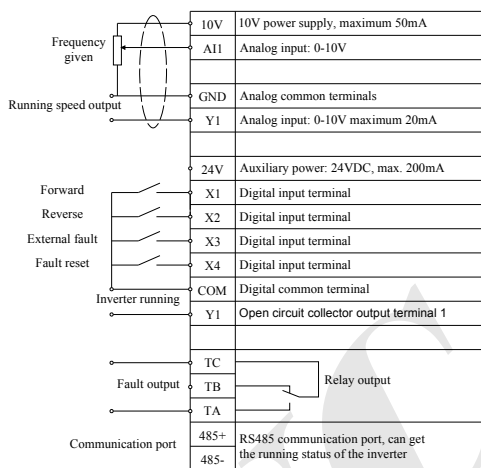 10V 10V power supply, maximum 50mA
Frequency
given
AI1 Analog input: 0-10V
GND Analog common terminals
Running speed output
Y1 Analog input: 0-10V maximum 20mA
24V Auxiliary power: 24VDC, max. 200mA
Forward X1 Digital input terminal
Reverse X2 Digital input terminal
External fault X3 Digital input terminal
Fault reset X4 Digital input terminal
COM Digital common terminal
Inverter running
Y1 Open circuit collector output terminal 1
TC
Fault output TB Relay output
TA
Communication port
485+ RS485 communication port, can get
485- the running status of the inverter